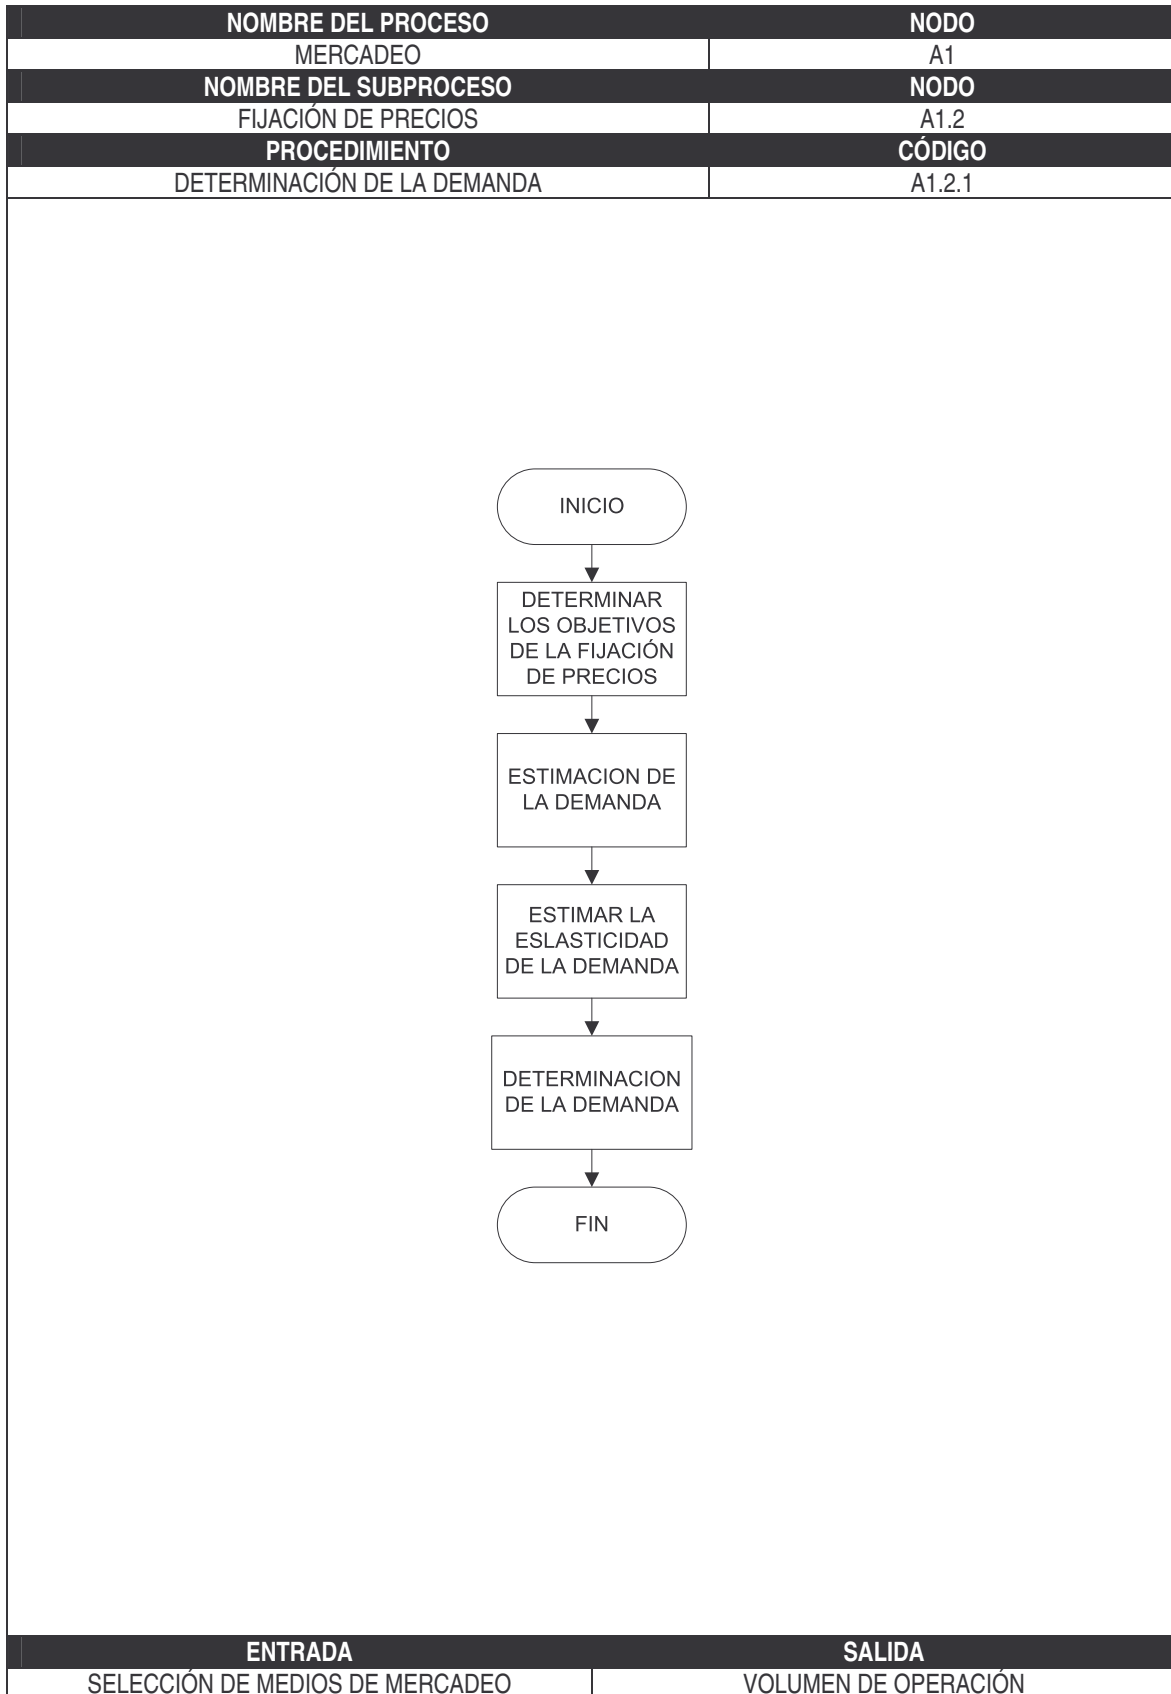 NOMBRE DEL PROCESO NODO
MERCADEO A1
NOMBRE DEL SUBPROCESO NODO
FIJACIÓN DE PRECIOS A1.2
PROCEDIMIENTO CÓDIGO
DETERMINACIÓN DE LA DEMANDA A1.2.1
INICIO
DETERMINAR
LOS OBJETIVOS
DE LA FIJACIÓN
DE PRECIOS
ESTIMACION DE
LA DEMANDA
ESTIMAR LA
ESLASTICIDAD
DE LA DEMANDA
DETERMINACION
DE LA DEMANDA
FIN
ENTRADA SALIDA
SELECCIÓN DE MEDIOS DE MERCADEO VOLUMEN DE OPERACIÓN